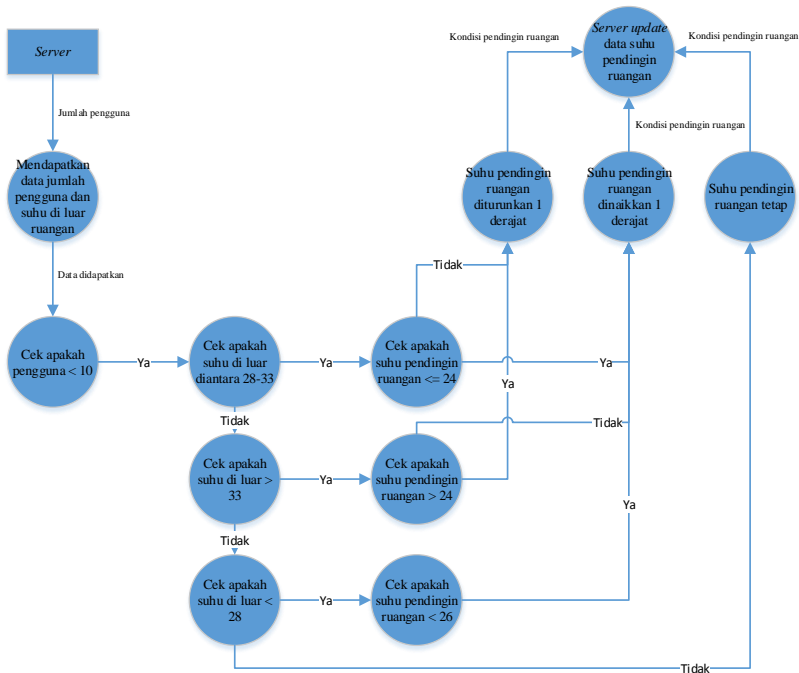 Server
Jumlah pengguna
Mendapatkan
data jumlah
pengguna dan
suhu di luar
ruangan
Data didapatkan
Cek apakah
pengguna < 10
Ya
Cek apakah
suhu di luar
diantara 28-33
Ya
Cek apakah
suhu pendingin
ruangan <= 24
Ya
Tidak
Tidak
Cek apakah
suhu di luar >
33
Ya
Cek apakah
suhu pendingin
ruangan > 24
Ya
Tidak
Tidak
Cek apakah
suhu di luar <
28
Ya
Cek apakah
suhu pendingin
ruangan < 26
Ya
Tidak
Suhu pendingin
ruangan
diturunkan 1
derajat
Suhu pendingin
ruangan
dinaikkan 1
derajat
Suhu pendingin
ruangan tetap
Kondisi pendingin ruangan
Kondisi pendingin ruangan
Kondisi pendingin ruangan
Server update
data suhu
pendingin
ruangan